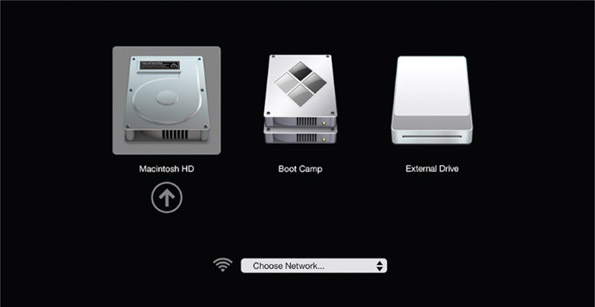 Macintosh HD
Boot Camp
External Drive
Choose Network...